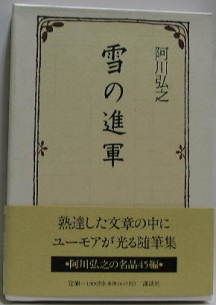 阿川弘之
雪の進軍
熟達した文章の中に
ユーモアが光る随筆集
●阿川弘之の名品45編●
講談社